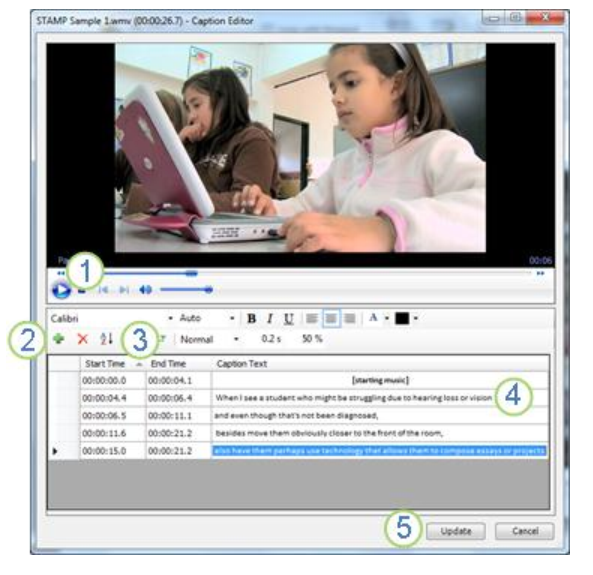 STAMP Sample 1.wmv (00:00:26.7) - Caption Editor
00:06
1
Calibri Auto B I U A
2 3 Normal 0.2 s 50 %
Start Time End Time Caption Text
00:00:00.0 00:00:04.1 [starting music]
00:00:04.4 00:00:06.4 When I see a student who might be struggling due to hearing loss or vision 4
00:00:06.5 00:00:11.1 and even though that's not been diagnosed,
00:00:11.6 00:00:21.2 besides move them obviously closer to the front of the room,
00:00:15.0 00:00:21.2 also have them perhaps use technology that allows them to compose essays or projects
5 Update Cancel